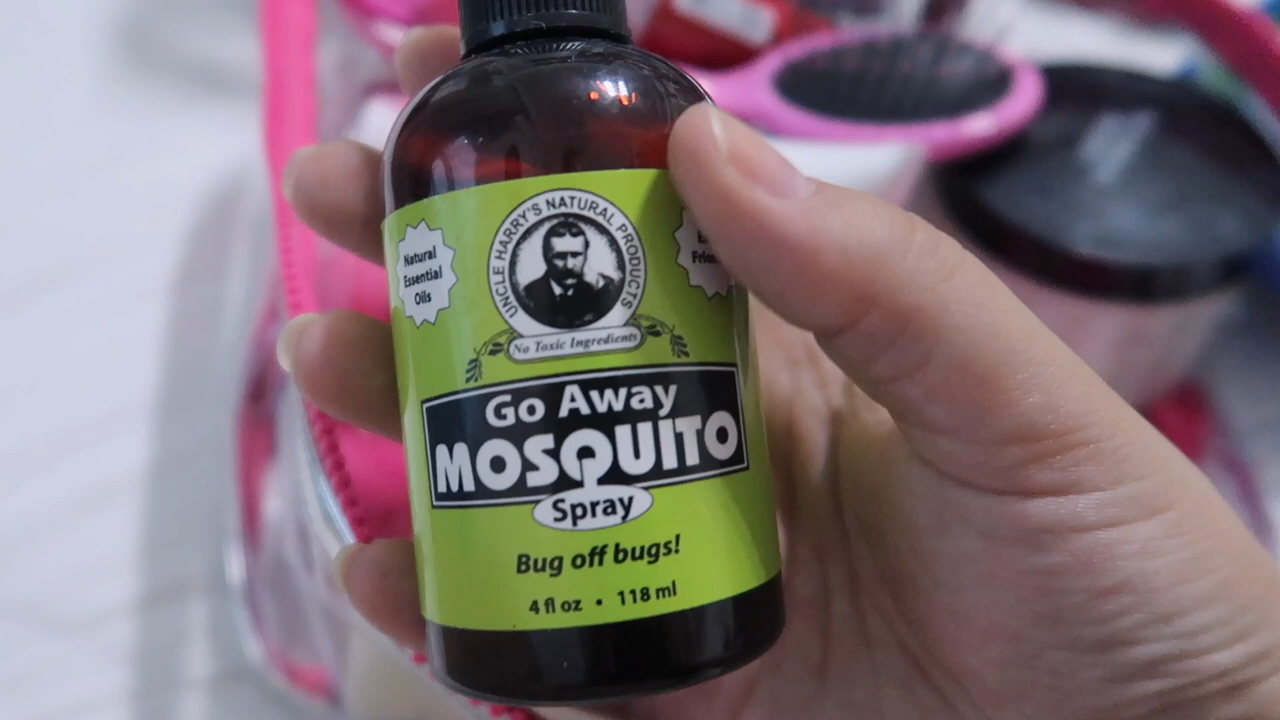 UNCLE HARRY'S NATURAL PRODUCTS
Natural
Essential
Oils
No Toxic Ingredients
Go Away
MOSQUITO
Spray
Bug off bugs!
4 fl oz • 118 ml